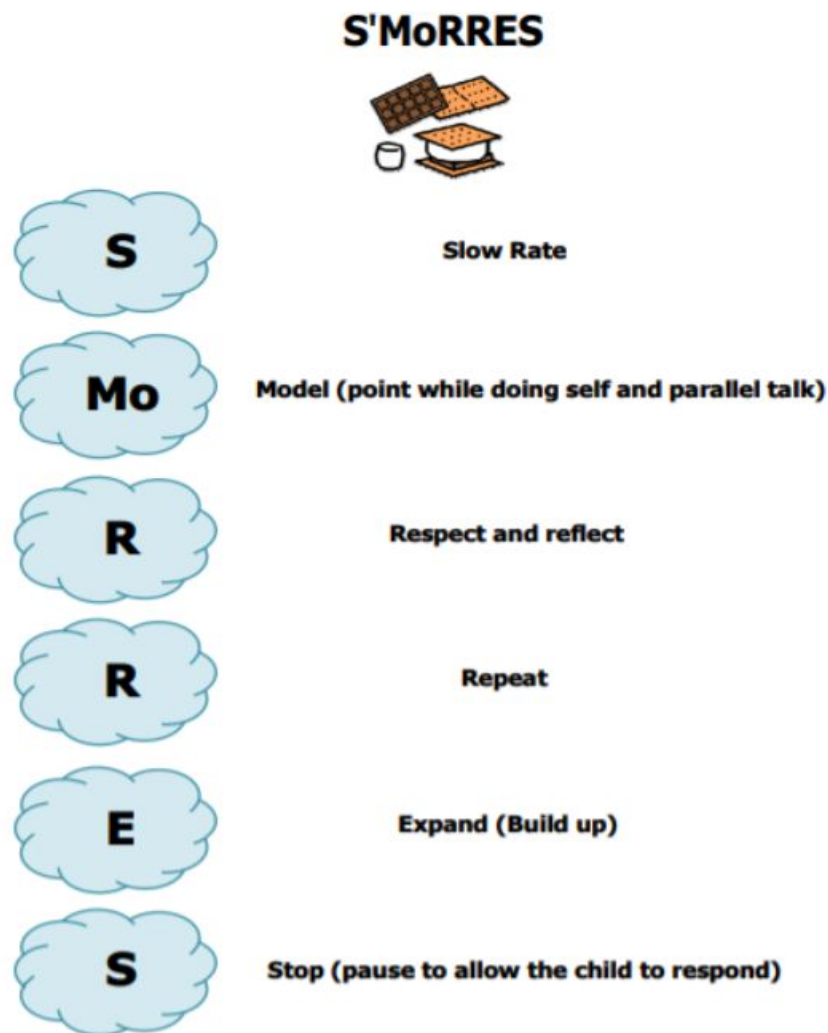 S'MoRRES
S Slow Rate
Mo Model (point while doing self and parallel talk)
R Respect and reflect
R Repeat
E Expand (Build up)
S Stop (pause to allow the child to respond)